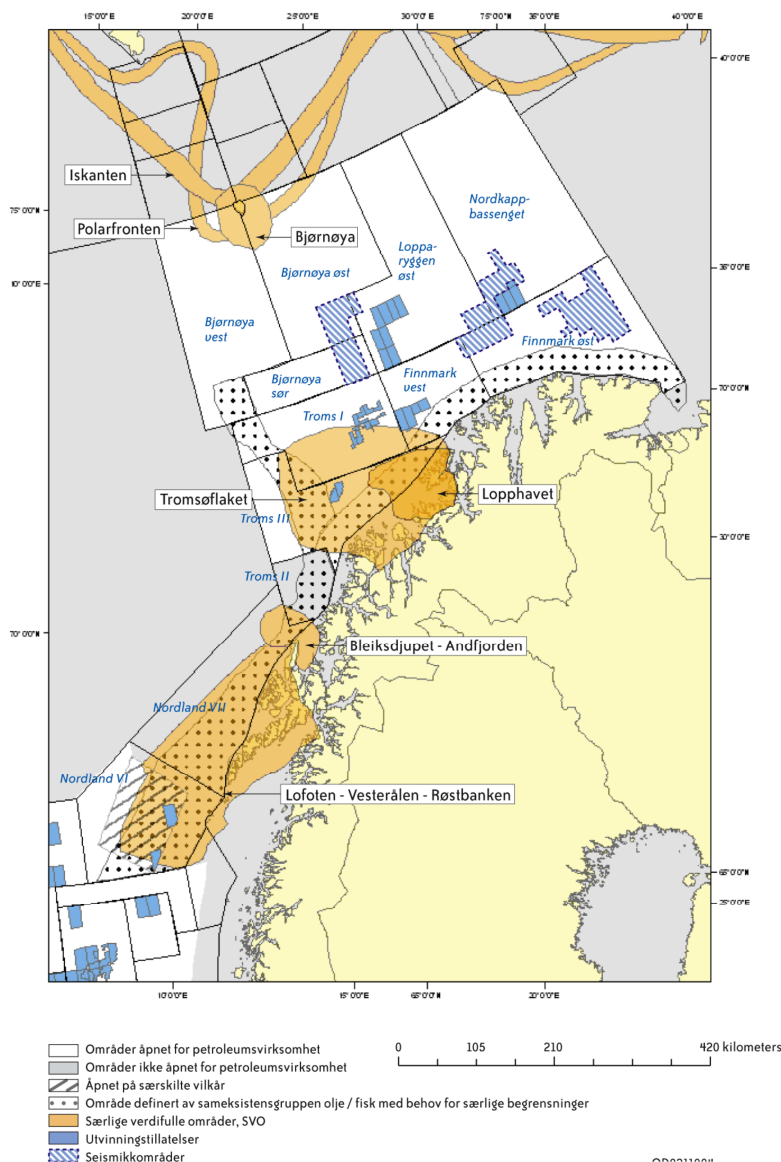 15°0'0"E 20°0'0"E 25°0'0"E 30°0'0"E 35°0'0"E 40°0'0"E
40°0'0"E
Iskanten
75°0'0"N
Polarfronten
Bjørnøya
Nordkapp-
bassenget
Loppa-
ryggen
øst
Bjørnøya øst
35°0'0"E
Bjørnøya
vest
Finnmark øst
Bjørnøya
sør
Finnmark
vest
70°0'0"N
Troms I
Tromsøflaket
Lopphavet
Troms III
30°0'0"E
Troms II
70°0'0"N
Bleiksdjupet - Andfjorden
Nordland VII
Nordland VI
Lofoten - Vesterålen - Røstbanken
65°0'0"N
25°0'0"E
10°0'0"E 15°0'0"E 65°0'0"N 20°0'0"E
Områder åpnet for petroleumsvirksomhet
Områder ikke åpnet for petroleumsvirksomhet
Åpnet på særskilte vilkår
Område definert av sameksistensgruppen olje / fisk med behov for særlige begrensninger
Særlige verdifulle områder, SVO
Utvinningstillatelser
Seismikkområder
0 105 210 420 kilometers